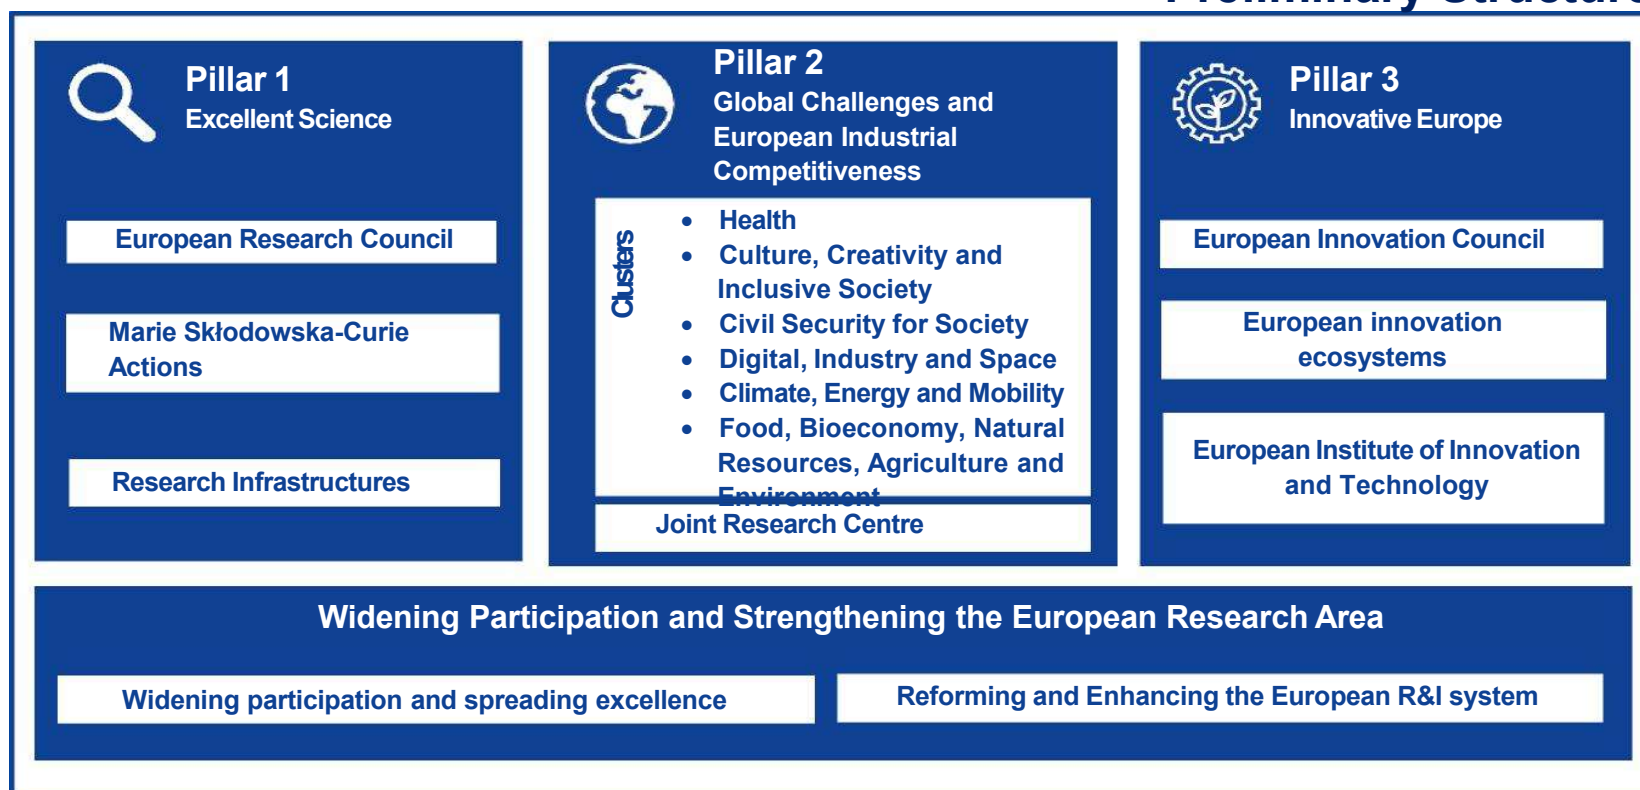 Preliminary Structure
Pillar 1
Excellent Science
European Research Council
Marie Skłodowska-Curie
Actions
Research Infrastructures
Pillar 2
Global Challenges and
European Industrial
Competitiveness
Clusters
• Health
• Culture, Creativity and
Inclusive Society
• Civil Security for Society
• Digital, Industry and Space
• Climate, Energy and Mobility
• Food, Bioeconomy, Natural
Resources, Agriculture and
Environment
Joint Research Centre
Pillar 3
Innovative Europe
European Innovation Council
European innovation
ecosystems
European Institute of Innovation
and Technology
Widening Participation and Strengthening the European Research Area
Widening participation and spreading excellence
Reforming and Enhancing the European R&I system